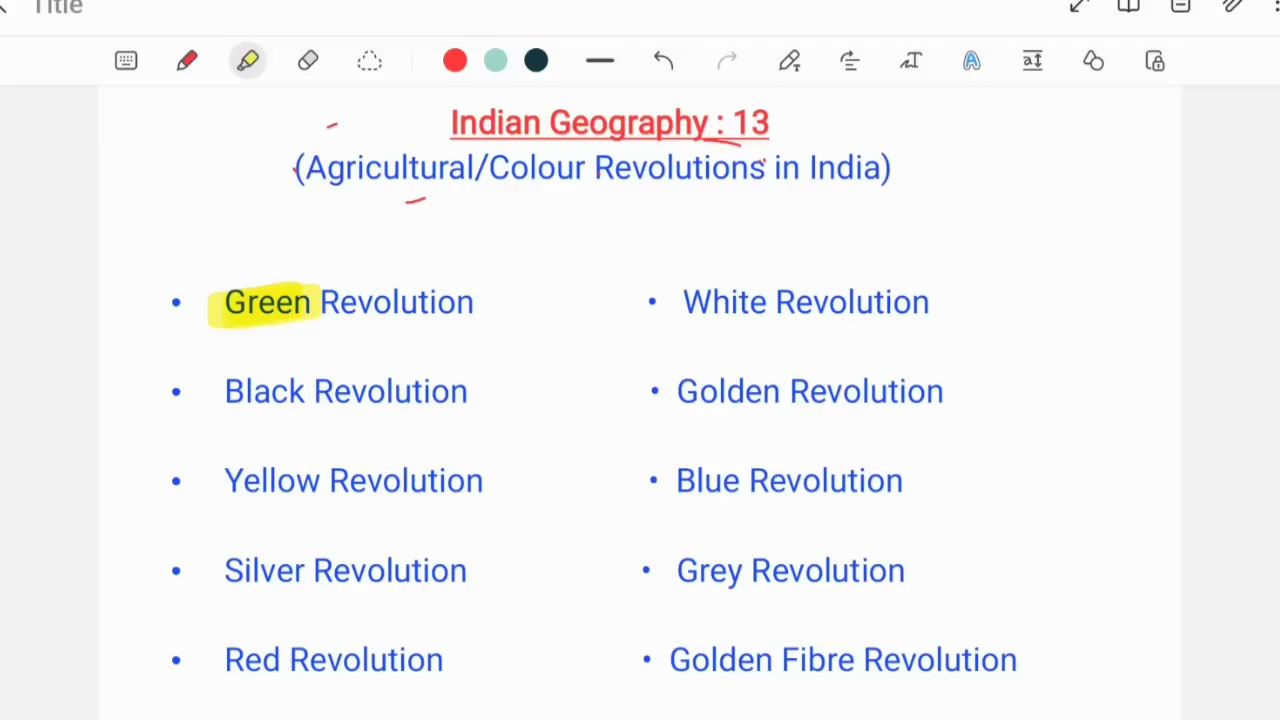 Title
Indian Geography : 13
(Agricultural/Colour Revolutions in India)
• Green Revolution
• White Revolution
• Black Revolution
• Golden Revolution
• Yellow Revolution
• Blue Revolution
• Silver Revolution
• Grey Revolution
• Red Revolution
• Golden Fibre Revolution